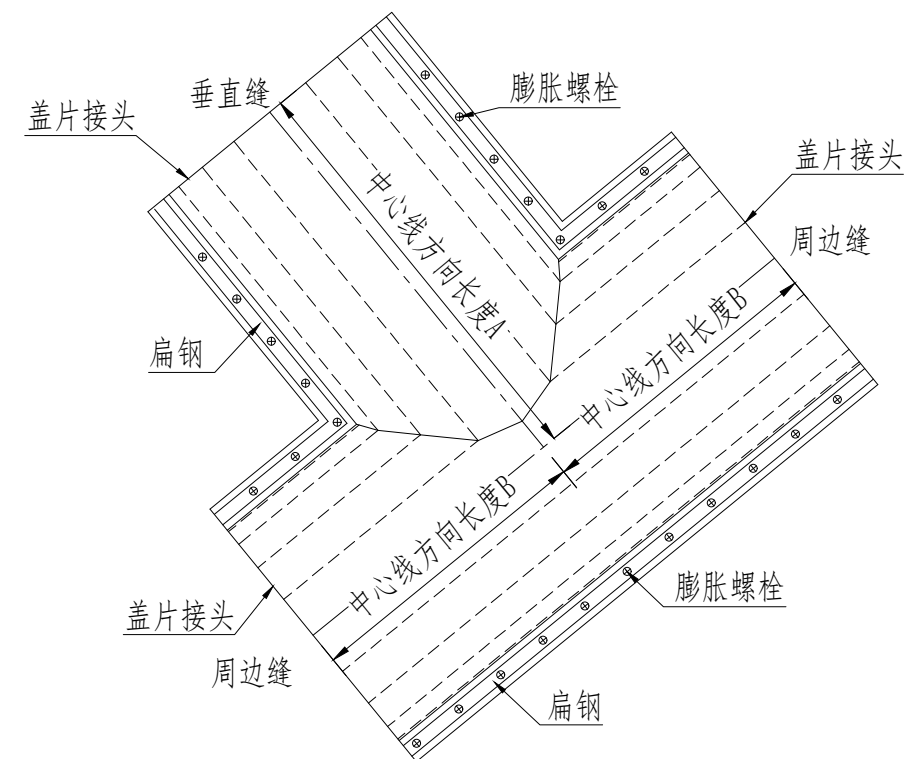 垂直缝
膨胀螺栓
盖片接头
盖片接头
中心线方向长度A
周边缝
扁钢
中心线方向长度B
中心线方向长度B
膨胀螺栓
盖片接头
周边缝
扁钢